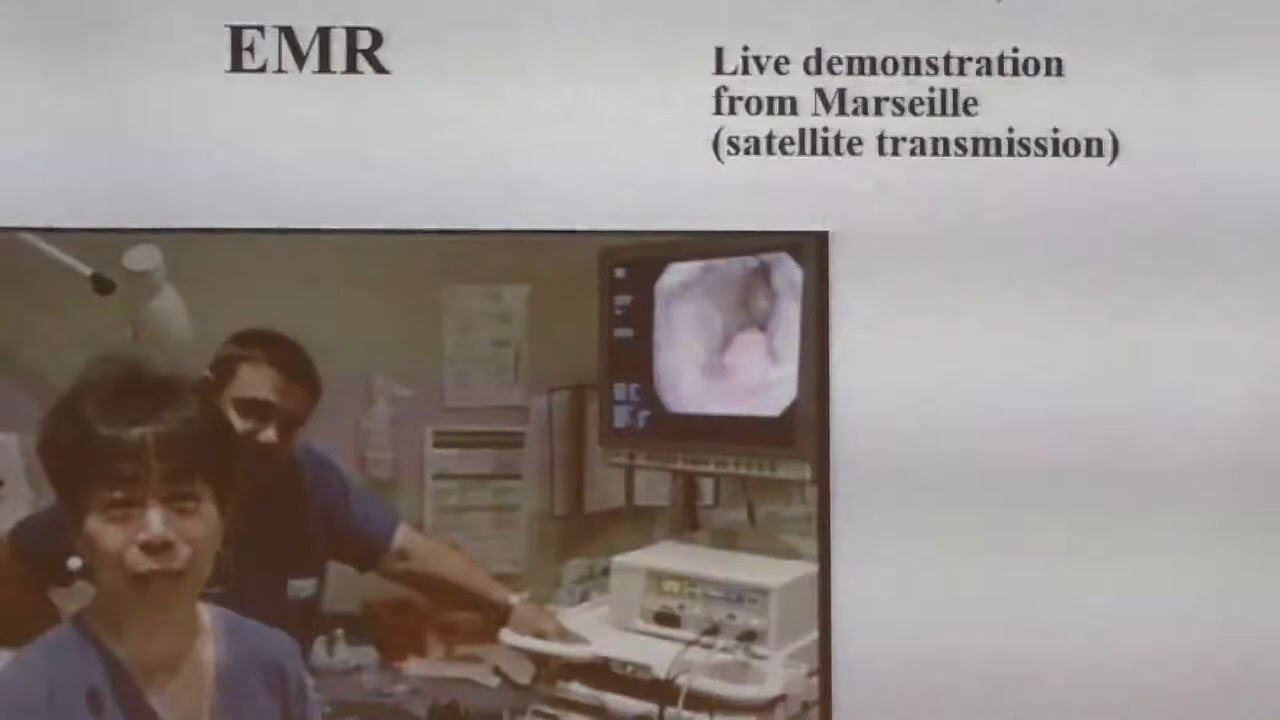 EMR
Live demonstration
from Marseille
(satellite transmission)